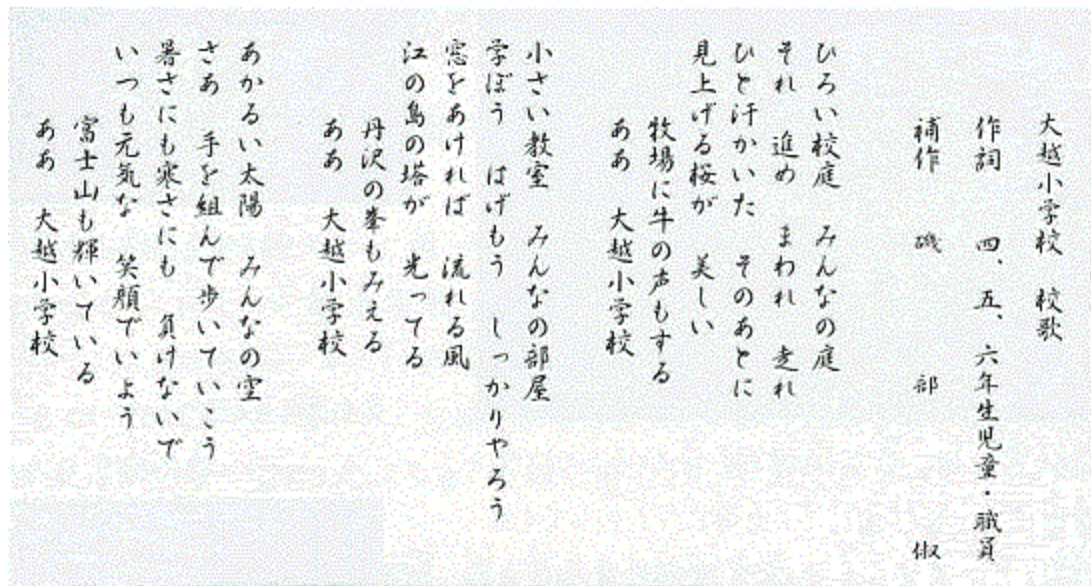 大越小学校 校歌
作詞 四、五、六年生児童・職員
補作 磯部 俶
ひろい校庭 みんなの庭
それ 進め まわれ 走れ
ひと汗かいた そのあとに
見上げる桜が 美しい
牧場に牛の声もする
ああ 大越小学校
小さい教室 みんなの部屋
学ぼう はげもう しっかりやろう
窓をあければ 流れる風
江の島の塔が 光ってる
丹沢の峯もみえる
ああ 大越小学校
あかるい太陽 みんなの空
さあ 手を組んで歩いていこう
暑さにも寒さにも 負けないで
いつも元気な 笑顔でいよう
富士山も輝いている
ああ 大越小学校